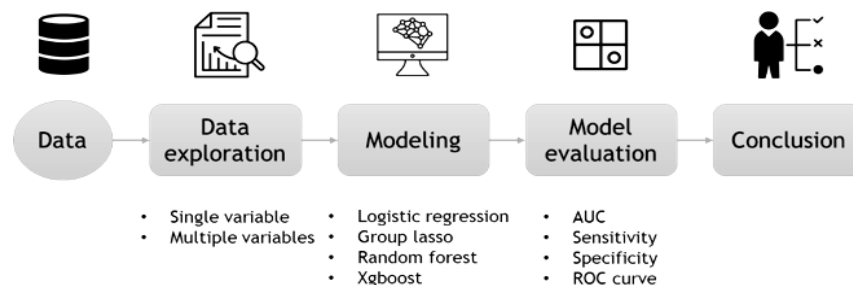 Data
Data
exploration
Modeling
Model
evaluation
Conclusion
• Single variable
• Multiple variables
• Logistic regression
• Group lasso
• Random forest
• Xgboost
• AUC
• Sensitivity
• Specificity
• ROC curve